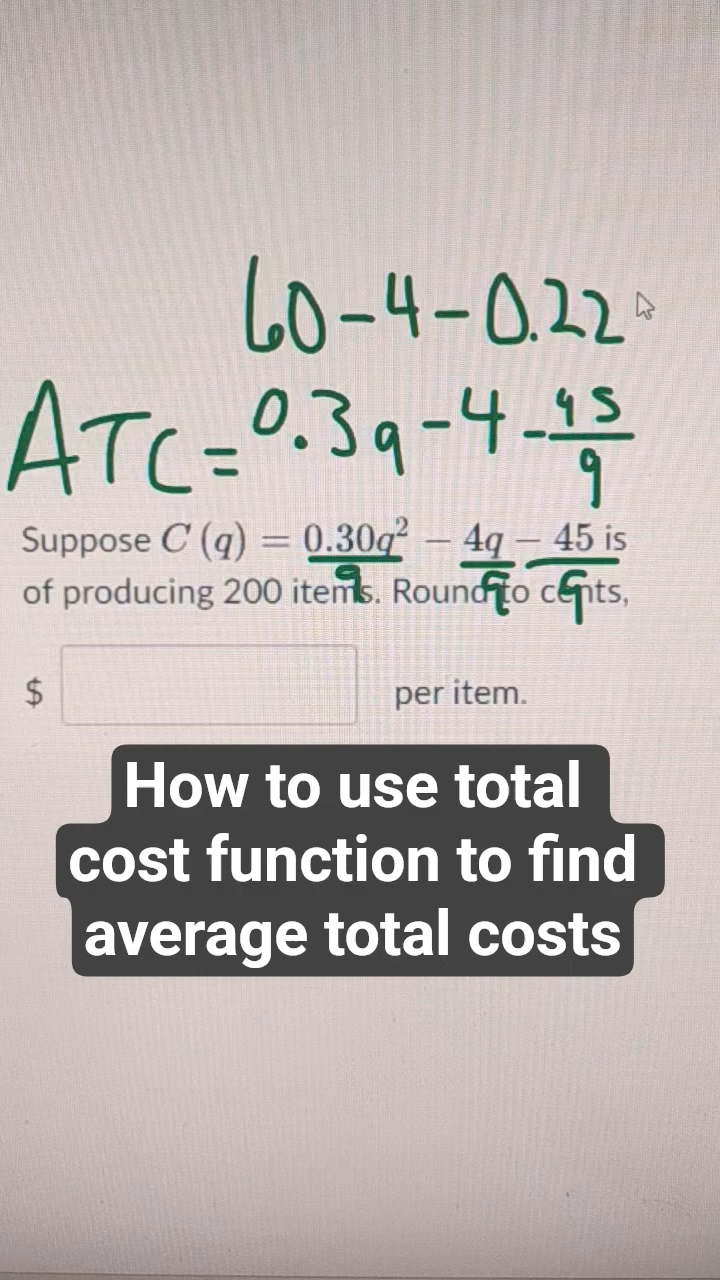 60-4-0.22
ATC=0.3q-4-45/q
Suppose C (q) = 0.30q² − 4q − 45 is
q q q
of producing 200 items. Round to cents,
$ per item.
How to use total
cost function to find
average total costs